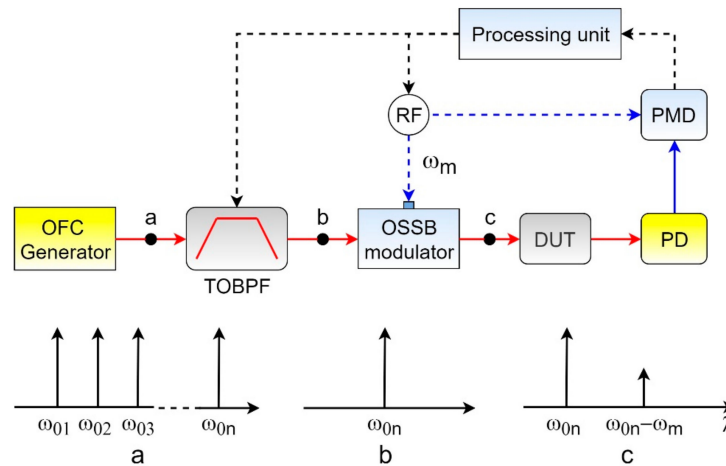 Processing unit
RF
PMD
ωm
a
b
c
OFC
Generator
TOBPF
OSSB
modulator
DUT
PD
ω01 ω02 ω03 ω0n
ω0n
ω0n ω0n−ωm
a
b
c